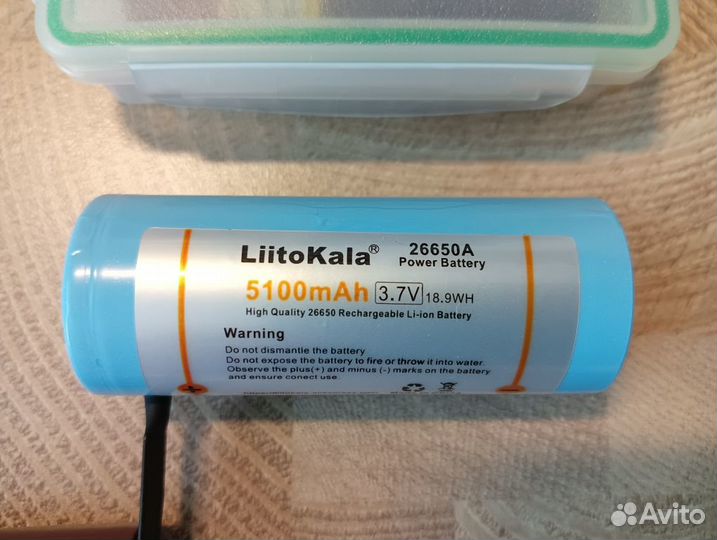 LiitoKala®
26650A
Power Battery
5100mAh 3.7V 18.9WH
High Quality 26650 Rechargeable Li-ion Battery
Warning
Do not dismantle the battery
Do not expose the battery to fire or throw it into water.
Observe the plus(+) and minus (-) marks on the battery
and ensure conect use.
+
-
Avito